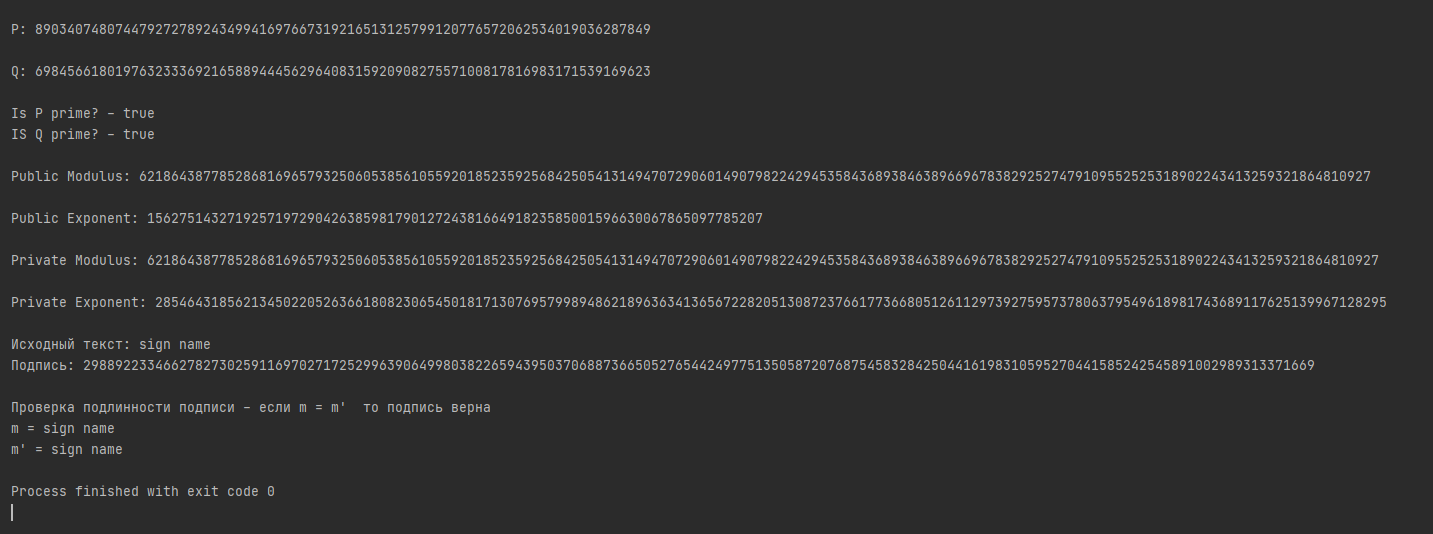 P: 89034074807447927278924349941697667319216513125799120776572062534019036287849
Q: 69845661801976323336921658894445629640831592090827557100817816983171539169623
Is P prime? – true
IS Q prime? – true
Public Modulus: 6218643877852868169657932506053856105592018523592568425054131494707290601490798224294535843689384638966967838292527479109552525318902243413259321864810927
Public Exponent: 15627514327192571972904263859817901272438166491823585001596630067865097785207
Private Modulus: 6218643877852868169657932506053856105592018523592568425054131494707290601490798224294535843689384638966967838292527479109552525318902243413259321864810927
Private Exponent: 2854643185621345022052636618082306545018171307695799894862189636341365672282051308723766177366805126112973927595737806379549618981743689117625139967128295
Исходный текст: sign name
Подпись: 2988922334662782730259116970271725299639064998038226594395037068873665052765442497751350587207687545832842504416198310595270441585242545891002989313371669
Проверка подлинности подписи – если m = m'  то подпись верна
m = sign name
m' = sign name
Process finished with exit code 0